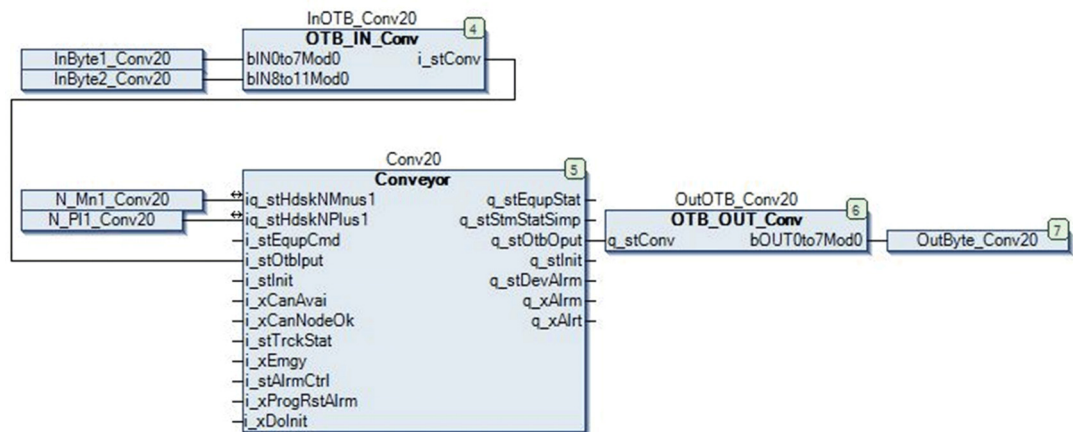 InOTB_Conv20
4
OTB_IN_Conv
InByte1_Conv20
bIN0to7Mod0
i_stConv
InByte2_Conv20
bIN8to11Mod0
Conv20
5
Conveyor
N_Mn1_Conv20
iq_stHdskNMnus1
q_stEqupStat
N_Pl1_Conv20
iq_stHdskNPlus1
q_stStmStatSimp
i_stEqupCmd
q_stOtbOput
i_stOtbIput
q_stInit
i_stInit
q_stDevAlrm
i_xCanAvai
q_xAlrm
i_xCanNodeOk
q_xAlrt
i_stTrckStat
i_xEmgy
i_stAlrmCtrl
i_xProgRstAlrm
i_xDoInit
OutOTB_Conv20
6
OTB_OUT_Conv
q_stConv
bOUT0to7Mod0
OutByte_Conv20
7